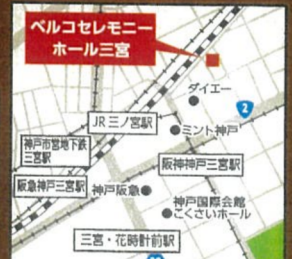 ベルコセレモニー
ホール三宮
ダイエー
2
JR 三ノ宮駅
ミント神戸
神戸市営地下鉄
三宮駅
阪神神戸三宮駅
阪急神戸三宮駅
神戸阪急
神戸国際会館
こくさいホール
三宮・花時計前駅